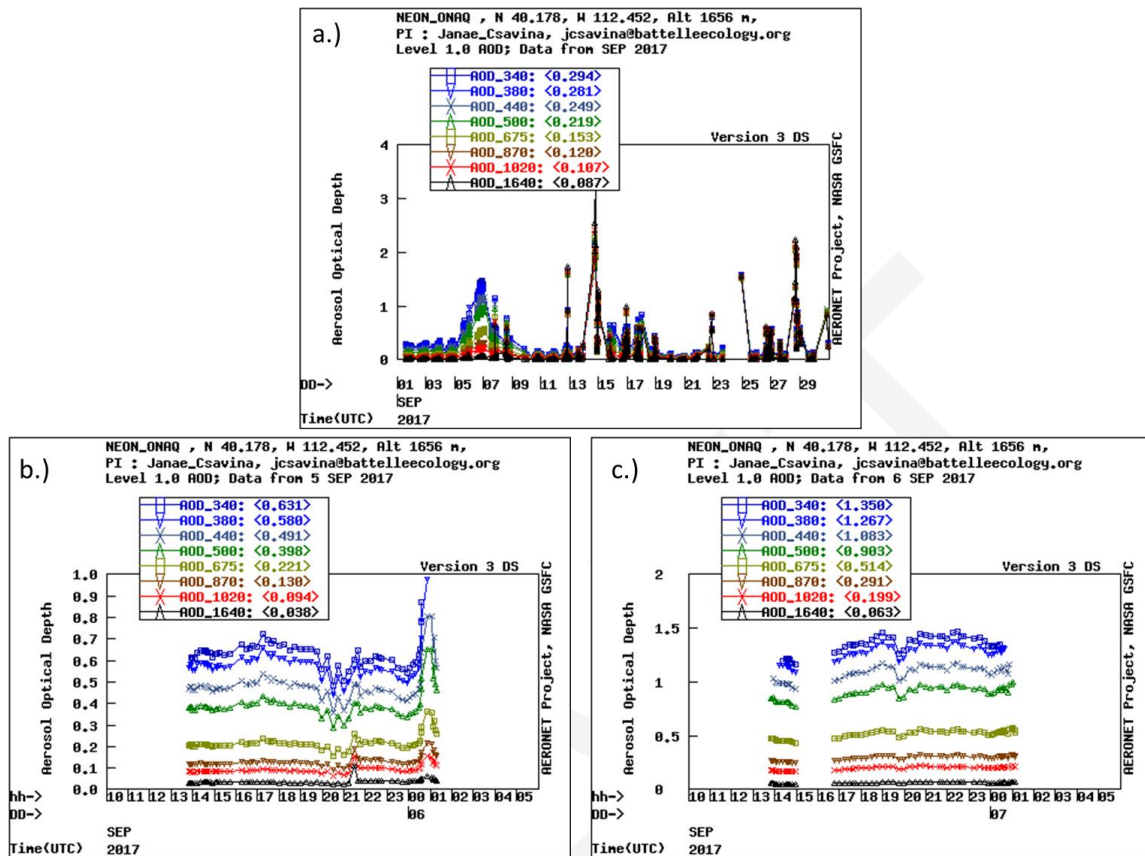 a.)
NEON_ONAQ , N 40.178, W 112.452, Alt 1656 m,
PI : Janae_Csavina, jcsavina@battelleecology.org
Level 1.0 AOD; Data from SEP 2017
AOD_340: <0.294>
AOD_380: <0.281>
AOD_440: <0.249>
AOD_500: <0.219>
AOD_675: <0.153>
AOD_870: <0.120>
AOD_1020: <0.107>
AOD_1640: <0.087>
Version 3 DS
Aerosol Optical Depth
4
3
2
1
0
AERONET Project, NASA GSFC
DD-> 01 03 05 07 09 11 13 15 17 19 21 23 25 27 29
SEP
Time(UTC) 2017
b.)
NEON_ONAQ , N 40.178, W 112.452, Alt 1656 m,
PI : Janae_Csavina, jcsavina@battelleecology.org
Level 1.0 AOD; Data from 5 SEP 2017
AOD_340: <0.631>
AOD_380: <0.580>
AOD_440: <0.491>
AOD_500: <0.398>
AOD_675: <0.221>
AOD_870: <0.130>
AOD_1020: <0.094>
AOD_1640: <0.038>
Version 3 DS
Aerosol Optical Depth
1.0
0.9
0.8
0.7
0.6
0.5
0.4
0.3
0.2
0.1
0.0
AERONET Project, NASA GSFC
hh-> 10 11 12 13 14 15 16 17 18 19 20 21 22 23 00 01 02 03 04 05
DD-> 06
SEP
Time(UTC) 2017
c.)
NEON_ONAQ , N 40.178, W 112.452, Alt 1656 m,
PI : Janae_Csavina, jcsavina@battelleecology.org
Level 1.0 AOD; Data from 6 SEP 2017
AOD_340: <1.350>
AOD_380: <1.267>
AOD_440: <1.083>
AOD_500: <0.903>
AOD_675: <0.514>
AOD_870: <0.291>
AOD_1020: <0.199>
AOD_1640: <0.063>
Version 3 DS
Aerosol Optical Depth
2
1.5
1
0.5
0
AERONET Project, NASA GSFC
hh-> 10 11 12 13 14 15 16 17 18 19 20 21 22 23 00 01 02 03 04 05
DD-> 07
SEP
Time(UTC) 2017